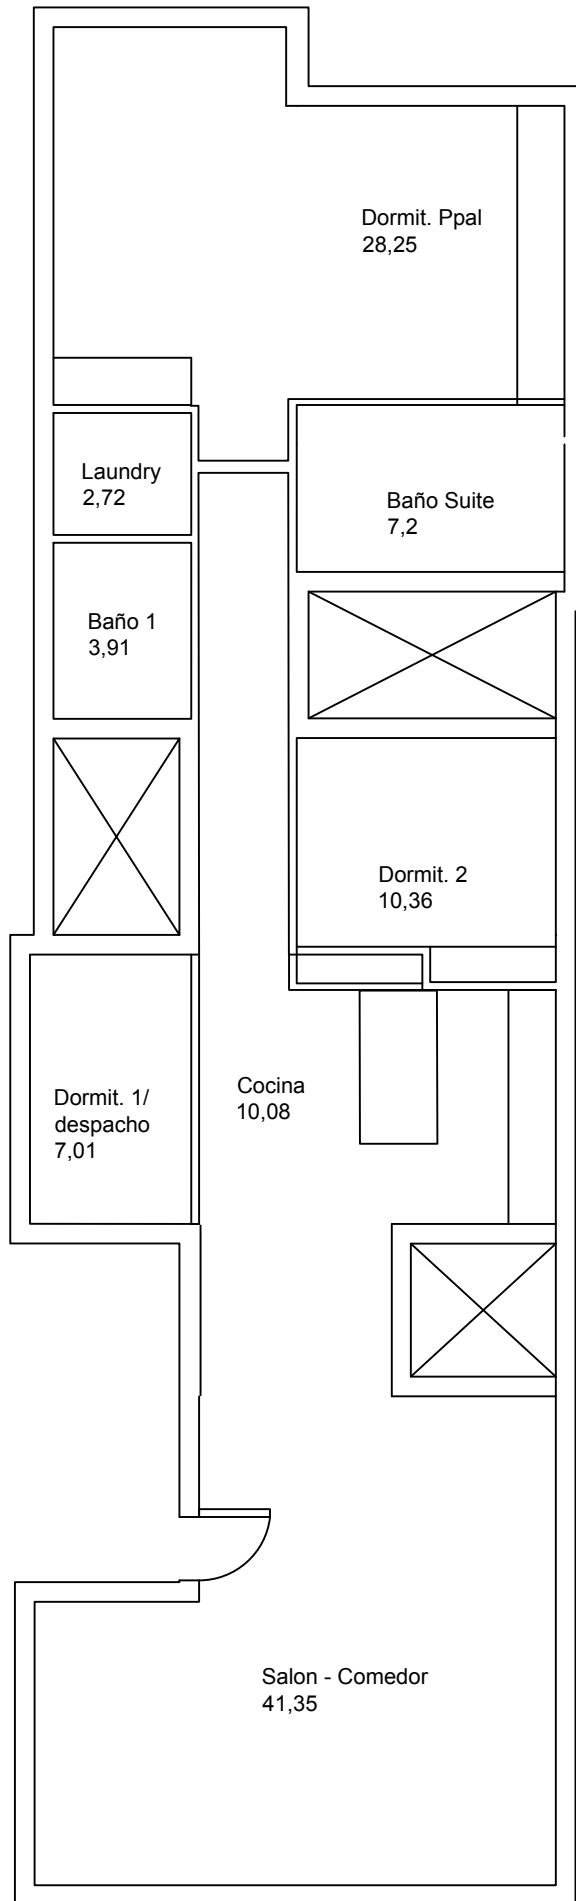 Dormit. Ppal
28,25
Laundry
2,72
Baño Suite
7,2
Baño 1
3,91
Dormit. 2
10,36
Dormit. 1/
despacho
7,01
Cocina
10,08
Salon - Comedor
41,35